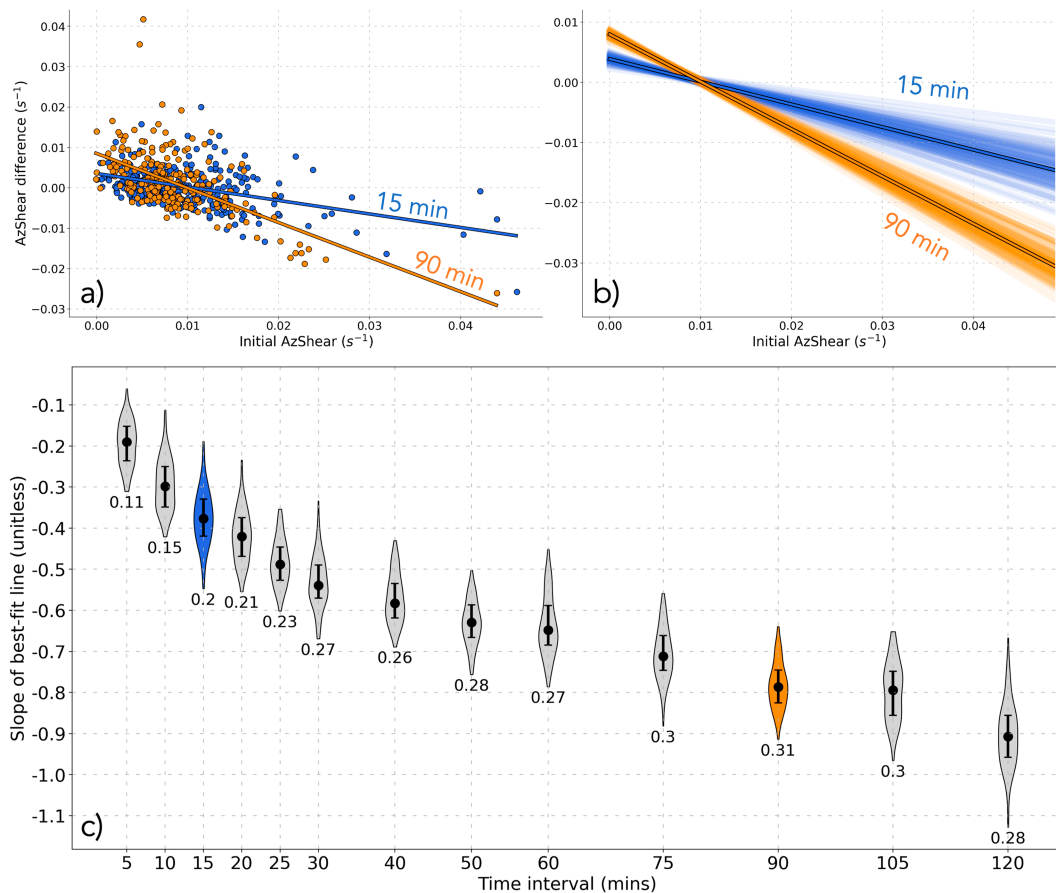 0.04
0.03
0.02
0.01
0.00
−0.01
−0.02
−0.03
AzShear difference (s⁻¹)
15 min
90 min
a)
0.00 0.01 0.02 0.03 0.04
Initial AzShear (s⁻¹)
0.01
0.00
−0.01
−0.02
−0.03
15 min
90 min
b)
0.00 0.01 0.02 0.03 0.04
Initial AzShear (s⁻¹)
-0.1
-0.2
-0.3
-0.4
-0.5
-0.6
-0.7
-0.8
-0.9
-1.0
-1.1
Slope of best-fit line (unitless)
0.11
0.15
0.2
0.21
0.23
0.27
0.26
0.28
0.27
0.3
0.31
0.3
0.28
c)
5 10 15 20 25 30 40 50 60 75 90 105 120
Time interval (mins)